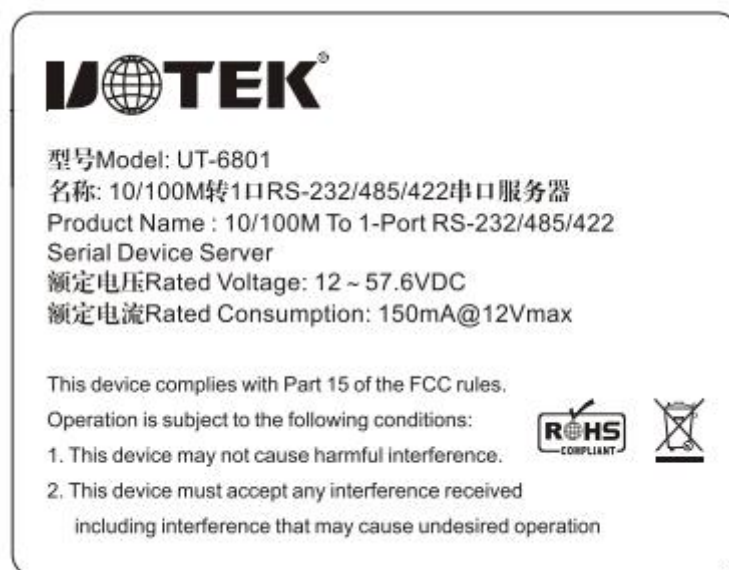 UOTEK®
型号Model: UT-6801
名称: 10/100M转1口RS-232/485/422串口服务器
Product Name : 10/100M To 1-Port RS-232/485/422
Serial Device Server
额定电压Rated Voltage: 12 ~ 57.6VDC
额定电流Rated Consumption: 150mA@12Vmax
This device complies with Part 15 of the FCC rules.
Operation is subject to the following conditions:
1. This device may not cause harmful interference.
2. This device must accept any interference received
including interference that may cause undesired operation
ROHS
COMPLIANT